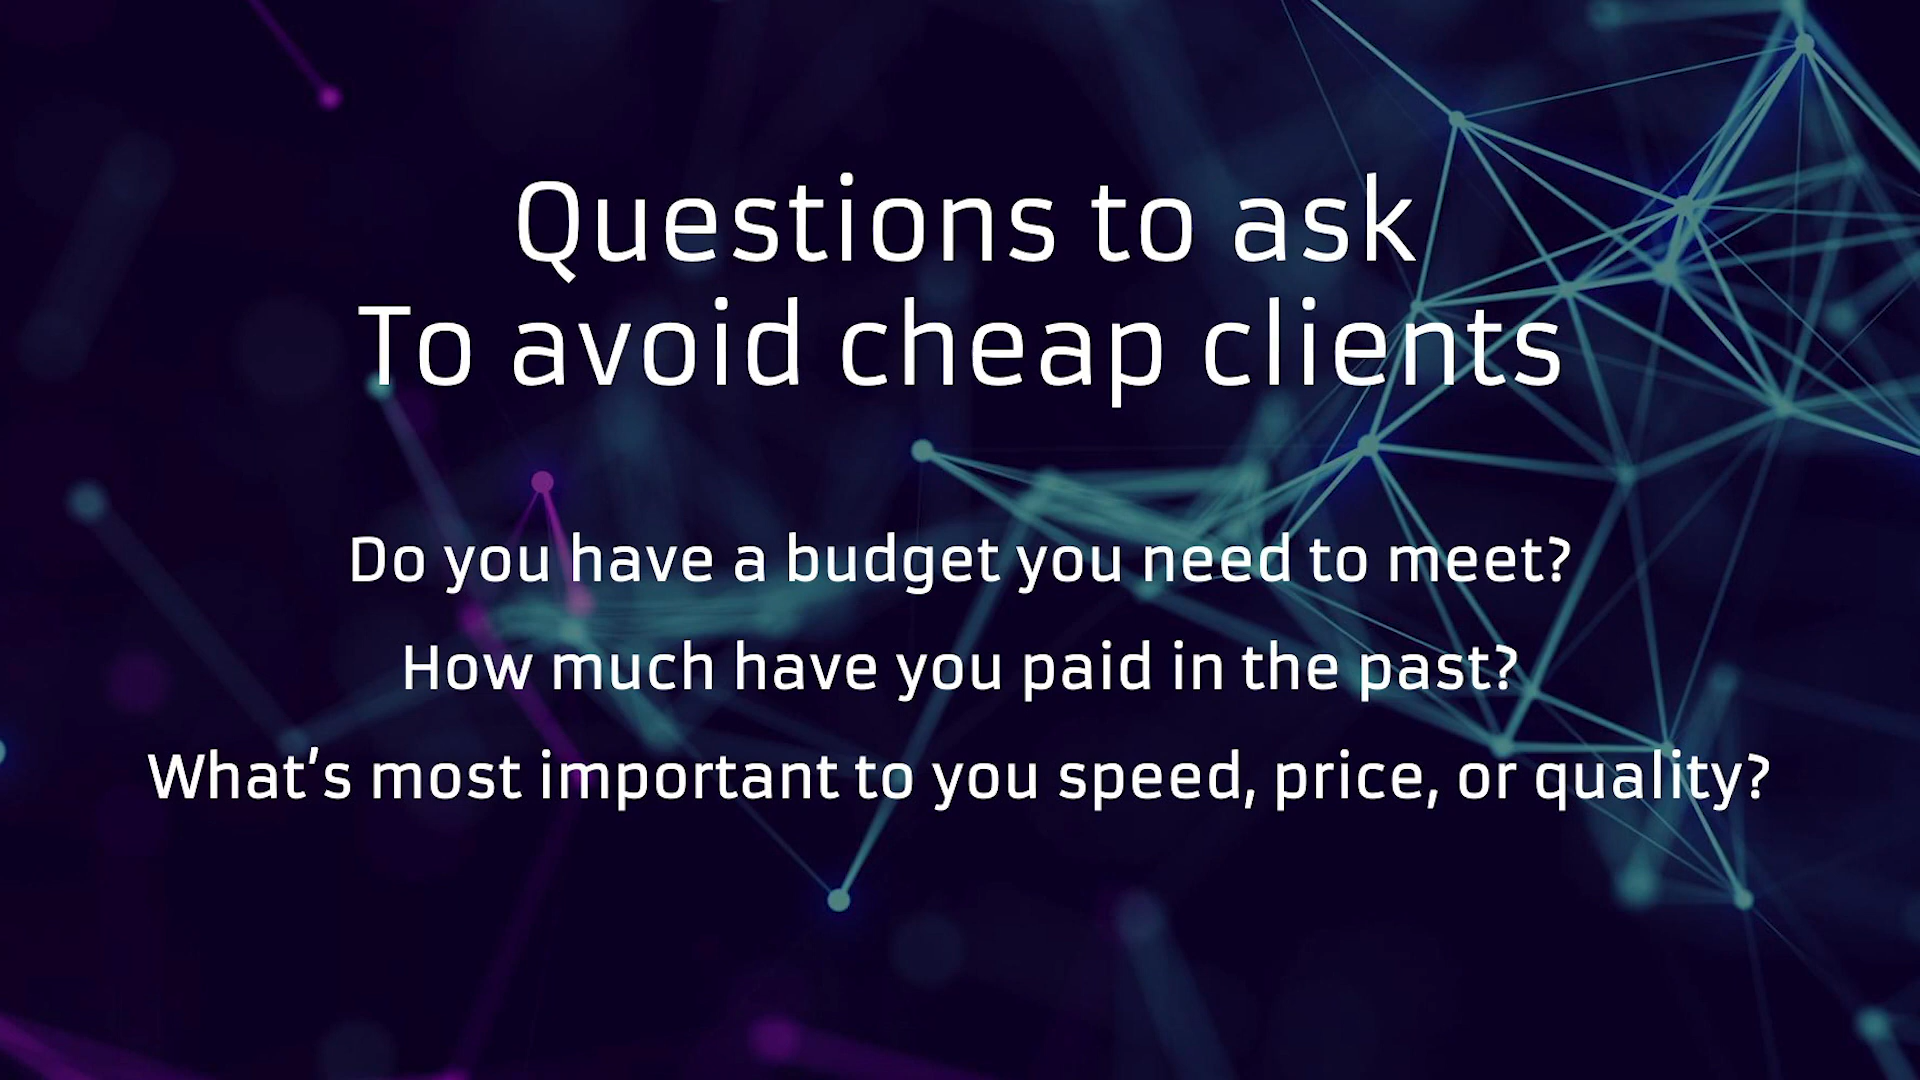 Questions to ask
To avoid cheap clients
Do you have a budget you need to meet?
How much have you paid in the past?
What's most important to you speed, price, or quality?